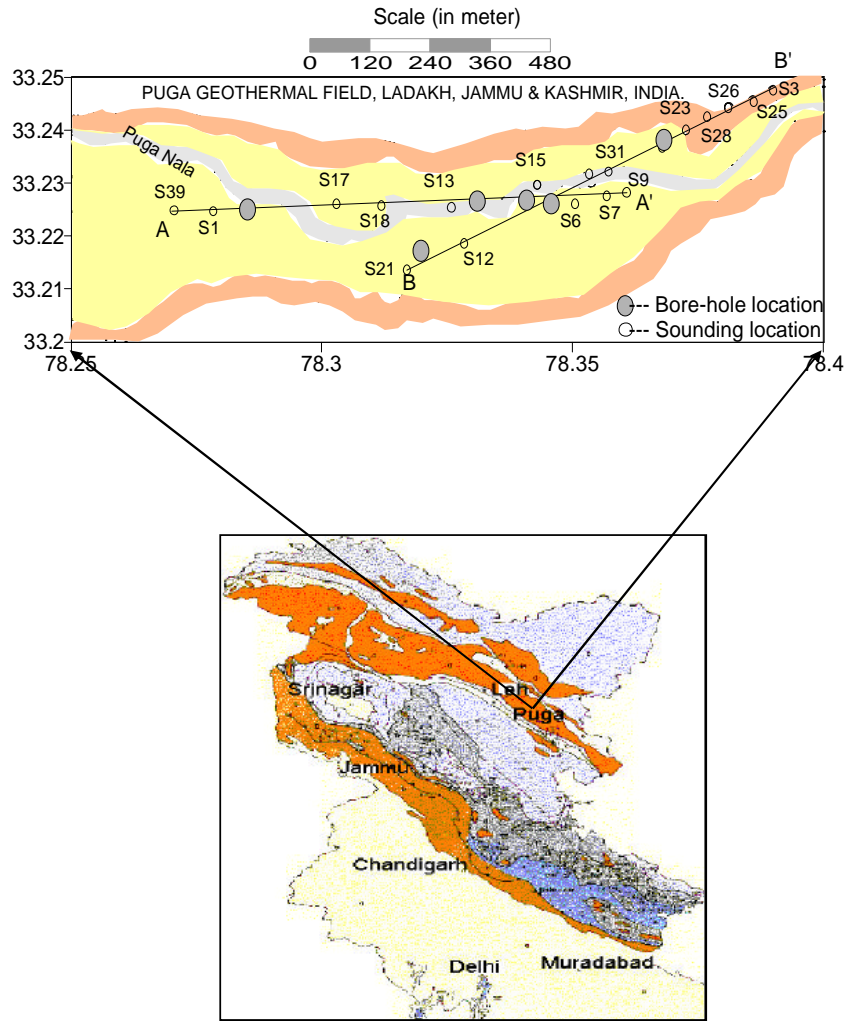 Scale (in meter)
0 120 240 360 480
B'
33.25
PUGA GEOTHERMAL FIELD, LADAKH, JAMMU & KASHMIR, INDIA.
S26
S3
S23
S25
33.24
Puga Nala
S28
S31
S15
33.23
S39
S17
S13
S9
S18
S6
S7
A'
A
S1
33.22
S12
S21
B
33.21
Bore-hole location
Sounding location
33.2
78.25 78.3 78.35 78.4
Srinagar
Leh
Puga
Jammu
Chandigarh
Delhi
Muradabad